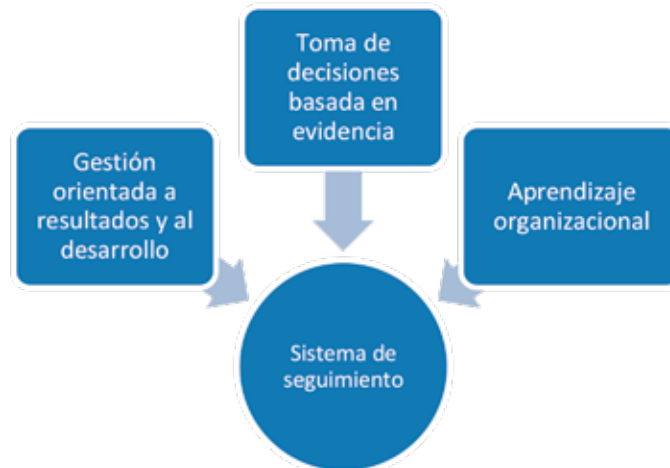 Toma de
decisiones
basada en
evidencia
Gestión
orientada a
resultados y al
desarrollo
Aprendizaje
organizacional
Sistema de
seguimiento